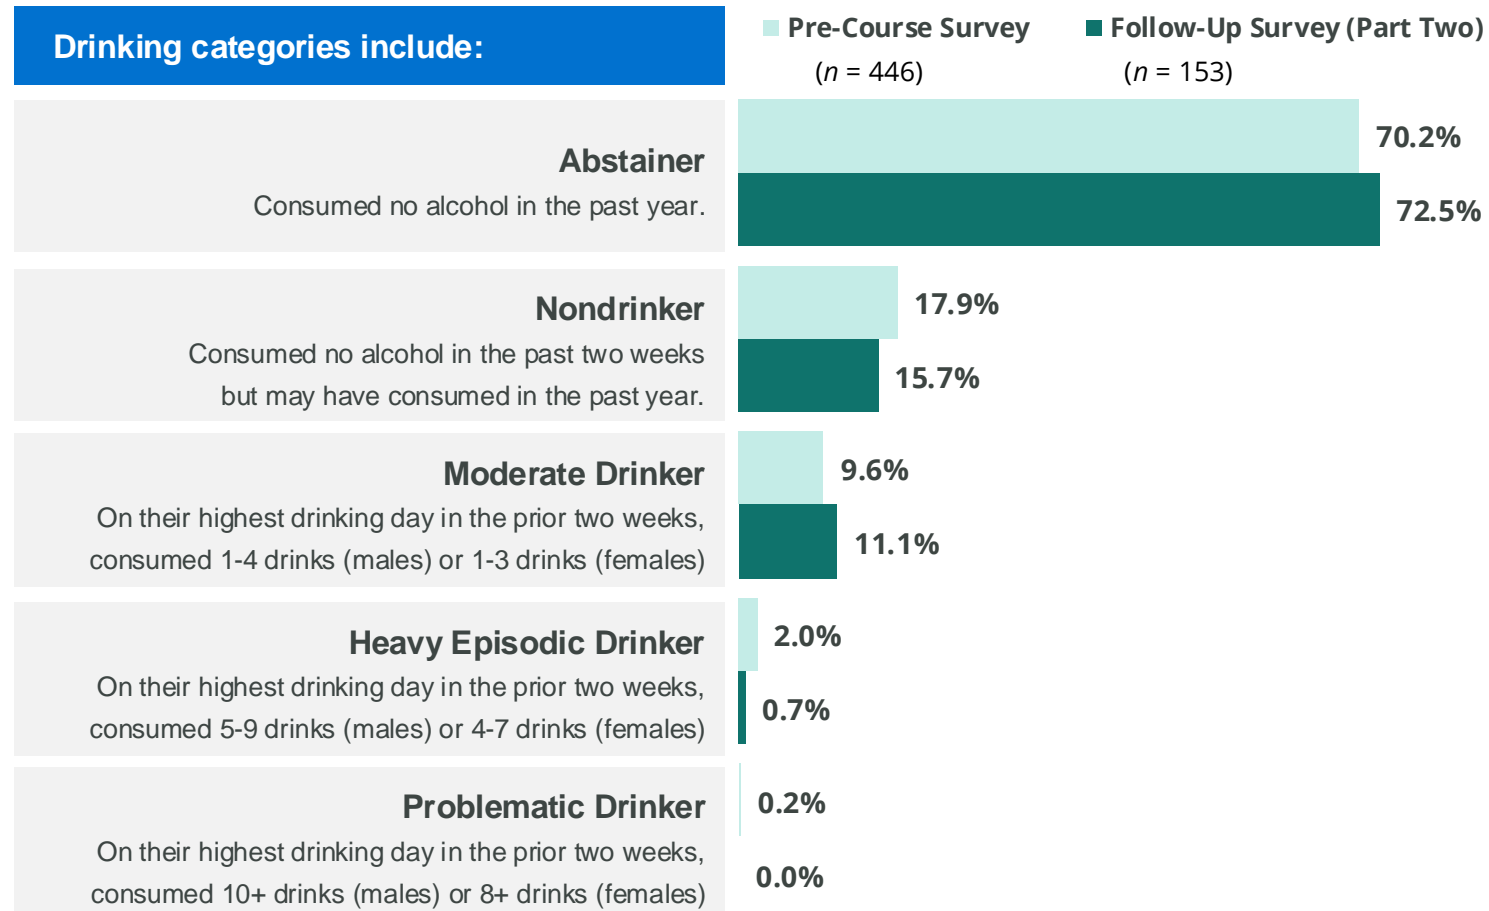 Drinking categories include:
Pre-Course Survey
(n = 446)
Follow-Up Survey (Part Two)
(n = 153)
Abstainer
Consumed no alcohol in the past year.
70.2%
72.5%
Nondrinker
Consumed no alcohol in the past two weeks
but may have consumed in the past year.
17.9%
15.7%
Moderate Drinker
On their highest drinking day in the prior two weeks,
consumed 1-4 drinks (males) or 1-3 drinks (females)
9.6%
11.1%
Heavy Episodic Drinker
On their highest drinking day in the prior two weeks,
consumed 5-9 drinks (males) or 4-7 drinks (females)
2.0%
0.7%
Problematic Drinker
On their highest drinking day in the prior two weeks,
consumed 10+ drinks (males) or 8+ drinks (females)
0.2%
0.0%